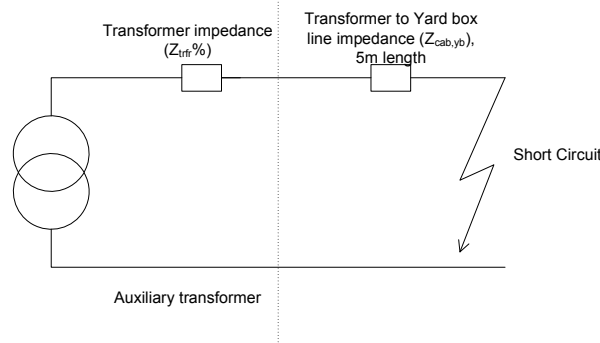 Transformer impedance
(Ztrfr%)
Transformer to Yard box
line impedance (Zcab,yb),
5m length
Short Circuit
Auxiliary transformer